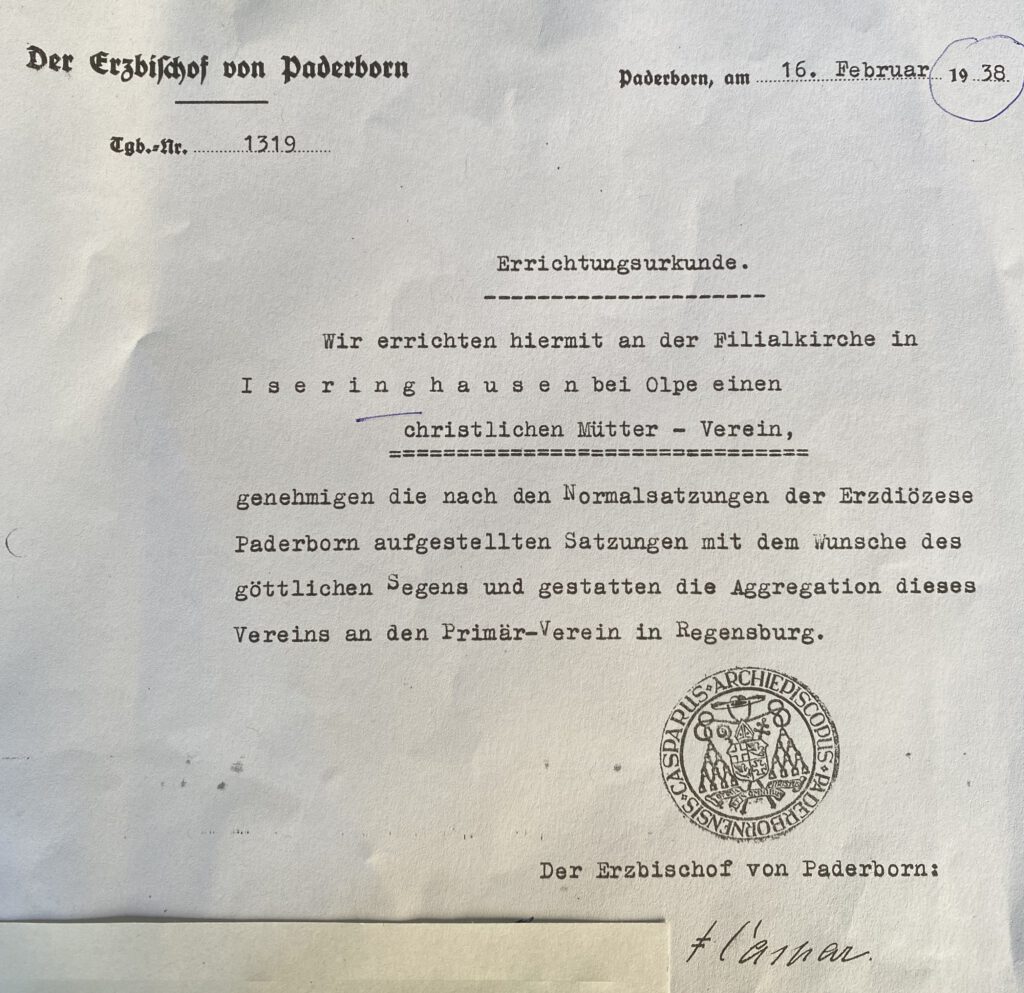 Der Erzbischof von Paderborn
Paderborn, am 16. Februar 19 38.
Tgb.-Nr. 1319
Errichtungsurkunde.
Wir errichten hiermit an der Filialkirche in
I s e r i n g h a u s e n bei Olpe einen
christlichen Mütter - Verein,
genehmigen die nach den Normalsatzungen der Erzdiözese
Paderborn aufgestellten Satzungen mit dem Wunsche des
göttlichen Segens und gestatten die Aggregation dieses
Vereins an den Primär-Verein in Regensburg.
CASPARUS · ARCHIEPISCOPUS · PADERBORNENSIS
Der Erzbischof von Paderborn:
+ Caspar.